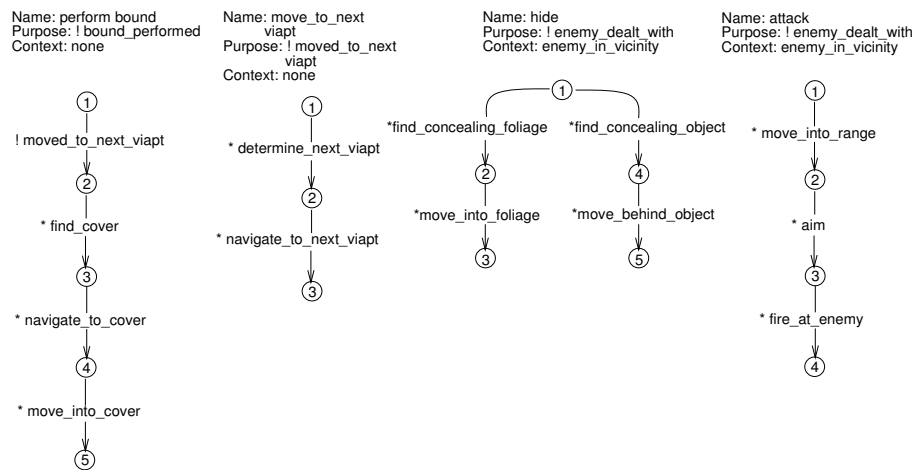 Name: perform bound
Purpose: ! bound_performed
Context: none
1
! moved_to_next_viapt
2
* find_cover
3
* navigate_to_cover
4
* move_into_cover
5
Name: move_to_next
viapt
Purpose: ! moved_to_next
viapt
Context: none
1
* determine_next_viapt
2
* navigate_to_next_viapt
3
Name: hide
Purpose: ! enemy_dealt_with
Context: enemy_in_vicinity
1
*find_concealing_foliage
2
*move_into_foliage
3
*find_concealing_object
4
*move_behind_object
5
Name: attack
Purpose: ! enemy_dealt_with
Context: enemy_in_vicinity
1
* move_into_range
2
* aim
3
* fire_at_enemy
4